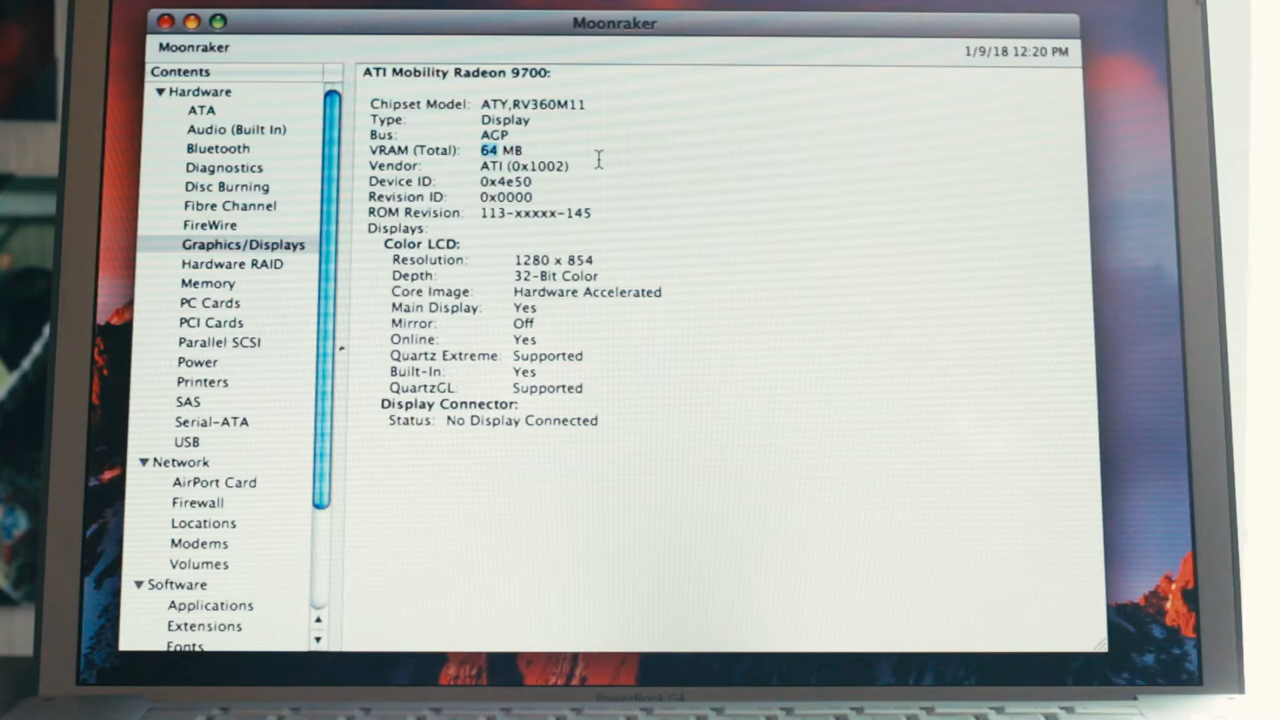 Moonraker
Moonraker
1/9/18 12:20 PM
Contents
Hardware
ATA
Audio (Built In)
Bluetooth
Diagnostics
Disc Burning
Fibre Channel
FireWire
Graphics/Displays
Hardware RAID
Memory
PC Cards
PCI Cards
Parallel SCSI
Power
Printers
SAS
Serial-ATA
USB
Network
AirPort Card
Firewall
Locations
Modems
Volumes
Software
Applications
Extensions
Fonts
ATI Mobility Radeon 9700:
Chipset Model: ATY,RV360M11
Type: Display
Bus: AGP
VRAM (Total): 64 MB
Vendor: ATI (0x1002)
Device ID: 0x4e50
Revision ID: 0x0000
ROM Revision: 113-xxxxx-145
Displays:
Color LCD:
Resolution: 1280 x 854
Depth: 32-Bit Color
Core Image: Hardware Accelerated
Main Display: Yes
Mirror: Off
Online: Yes
Quartz Extreme: Supported
Built-In: Yes
QuartzGL: Supported
Display Connector:
Status: No Display Connected
PowerBook G4